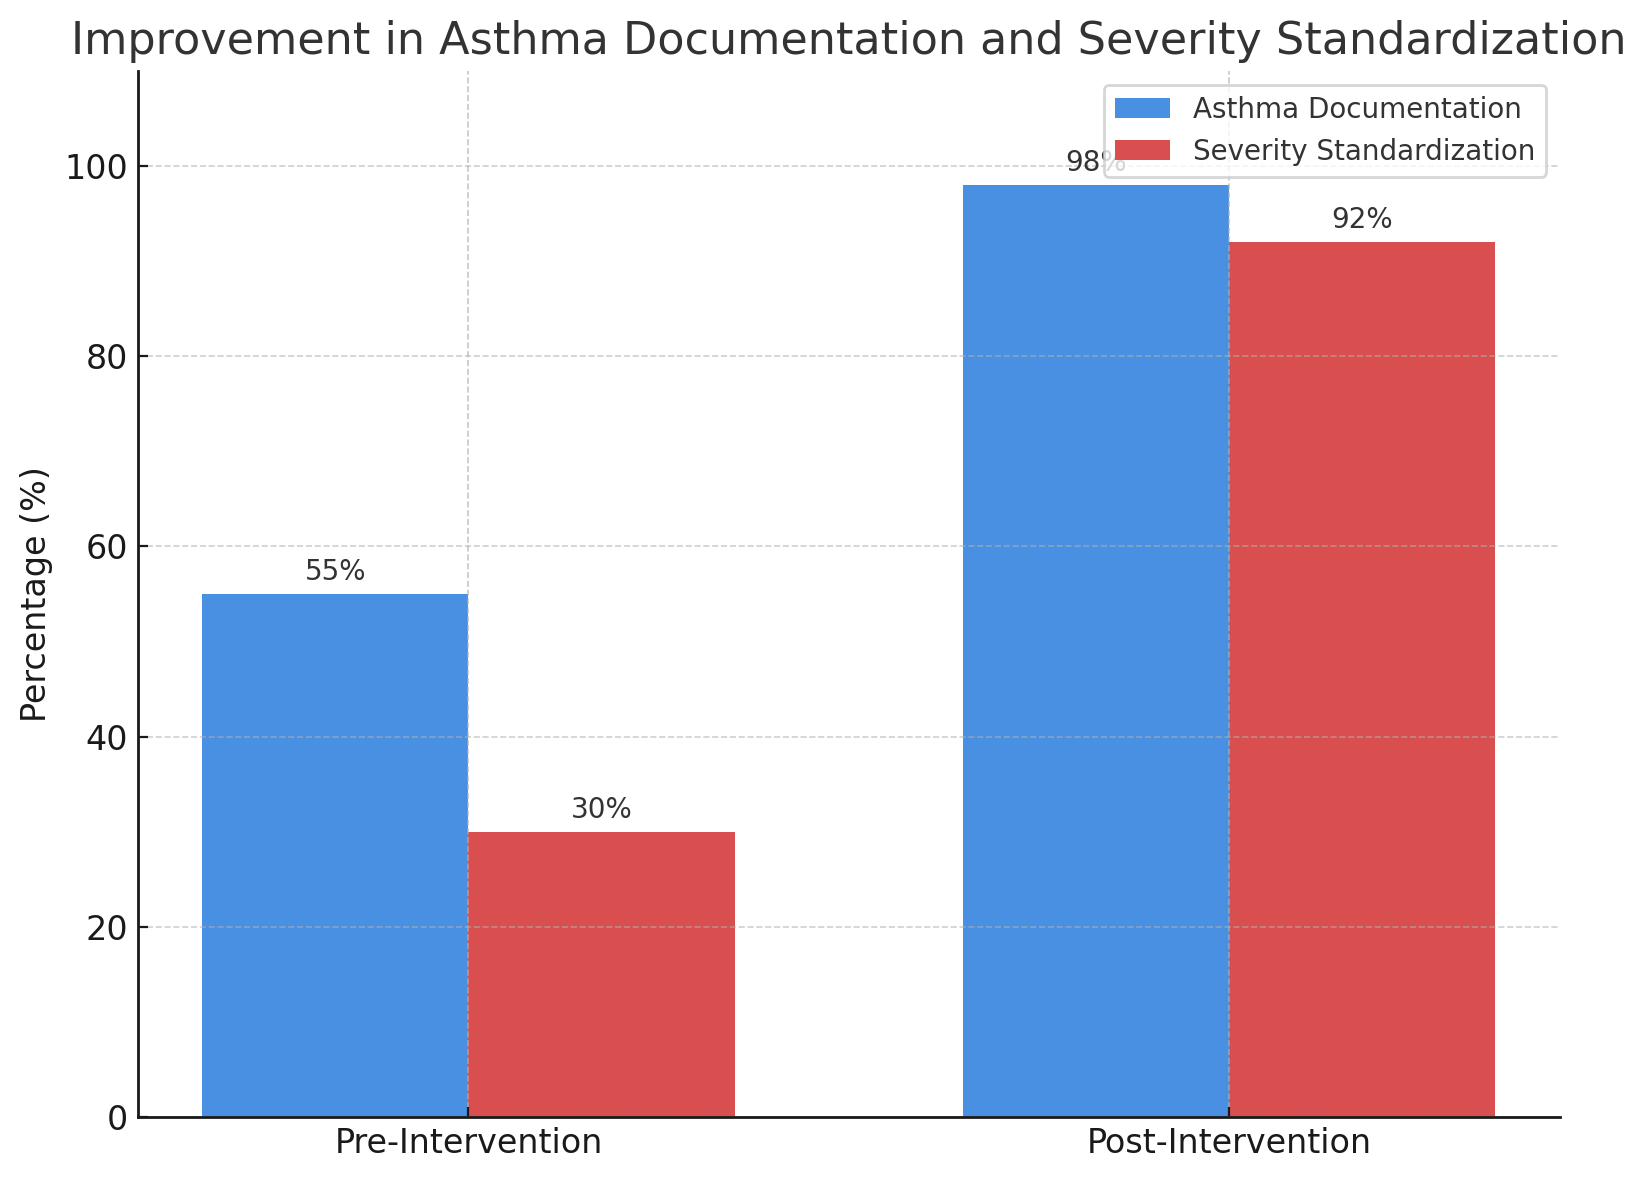 Improvement in Asthma Documentation and Severity Standardization
Asthma Documentation
Severity Standardization
Percentage (%)
100
80
60
40
20
0
55%
30%
98%
92%
Pre-Intervention
Post-Intervention